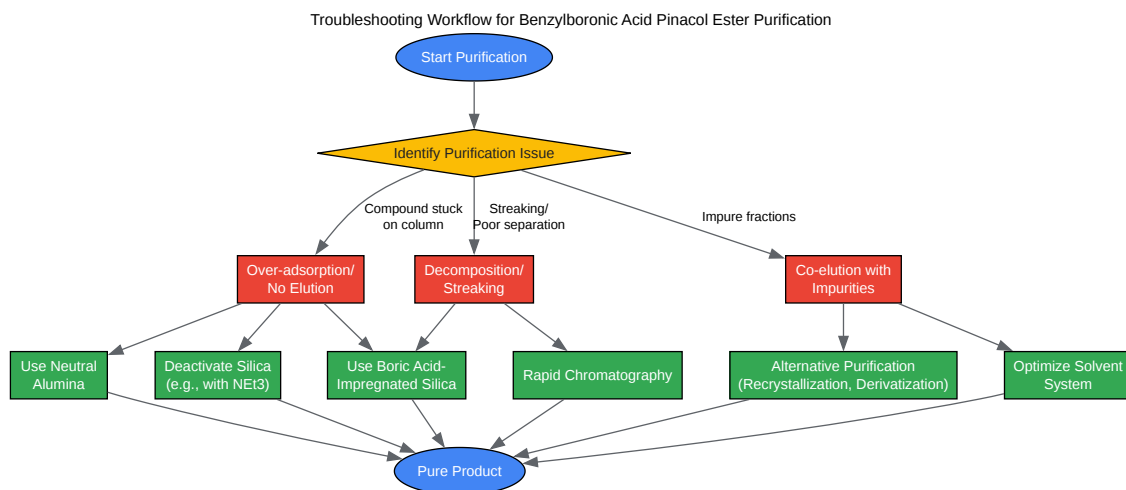 Troubleshooting Workflow for Benzylboronic Acid Pinacol Ester Purification
Start Purification
Identify Purification Issue
Compound stuck
on column
Streaking/
Poor separation
Impure fractions
Over-adsorption/
No Elution
Decomposition/
Streaking
Co-elution with
Impurities
Use Neutral
Alumina
Deactivate Silica
(e.g., with NEt3)
Use Boric Acid-
Impregnated Silica
Rapid Chromatography
Alternative Purification
(Recrystallization, Derivatization)
Optimize Solvent
System
Pure Product